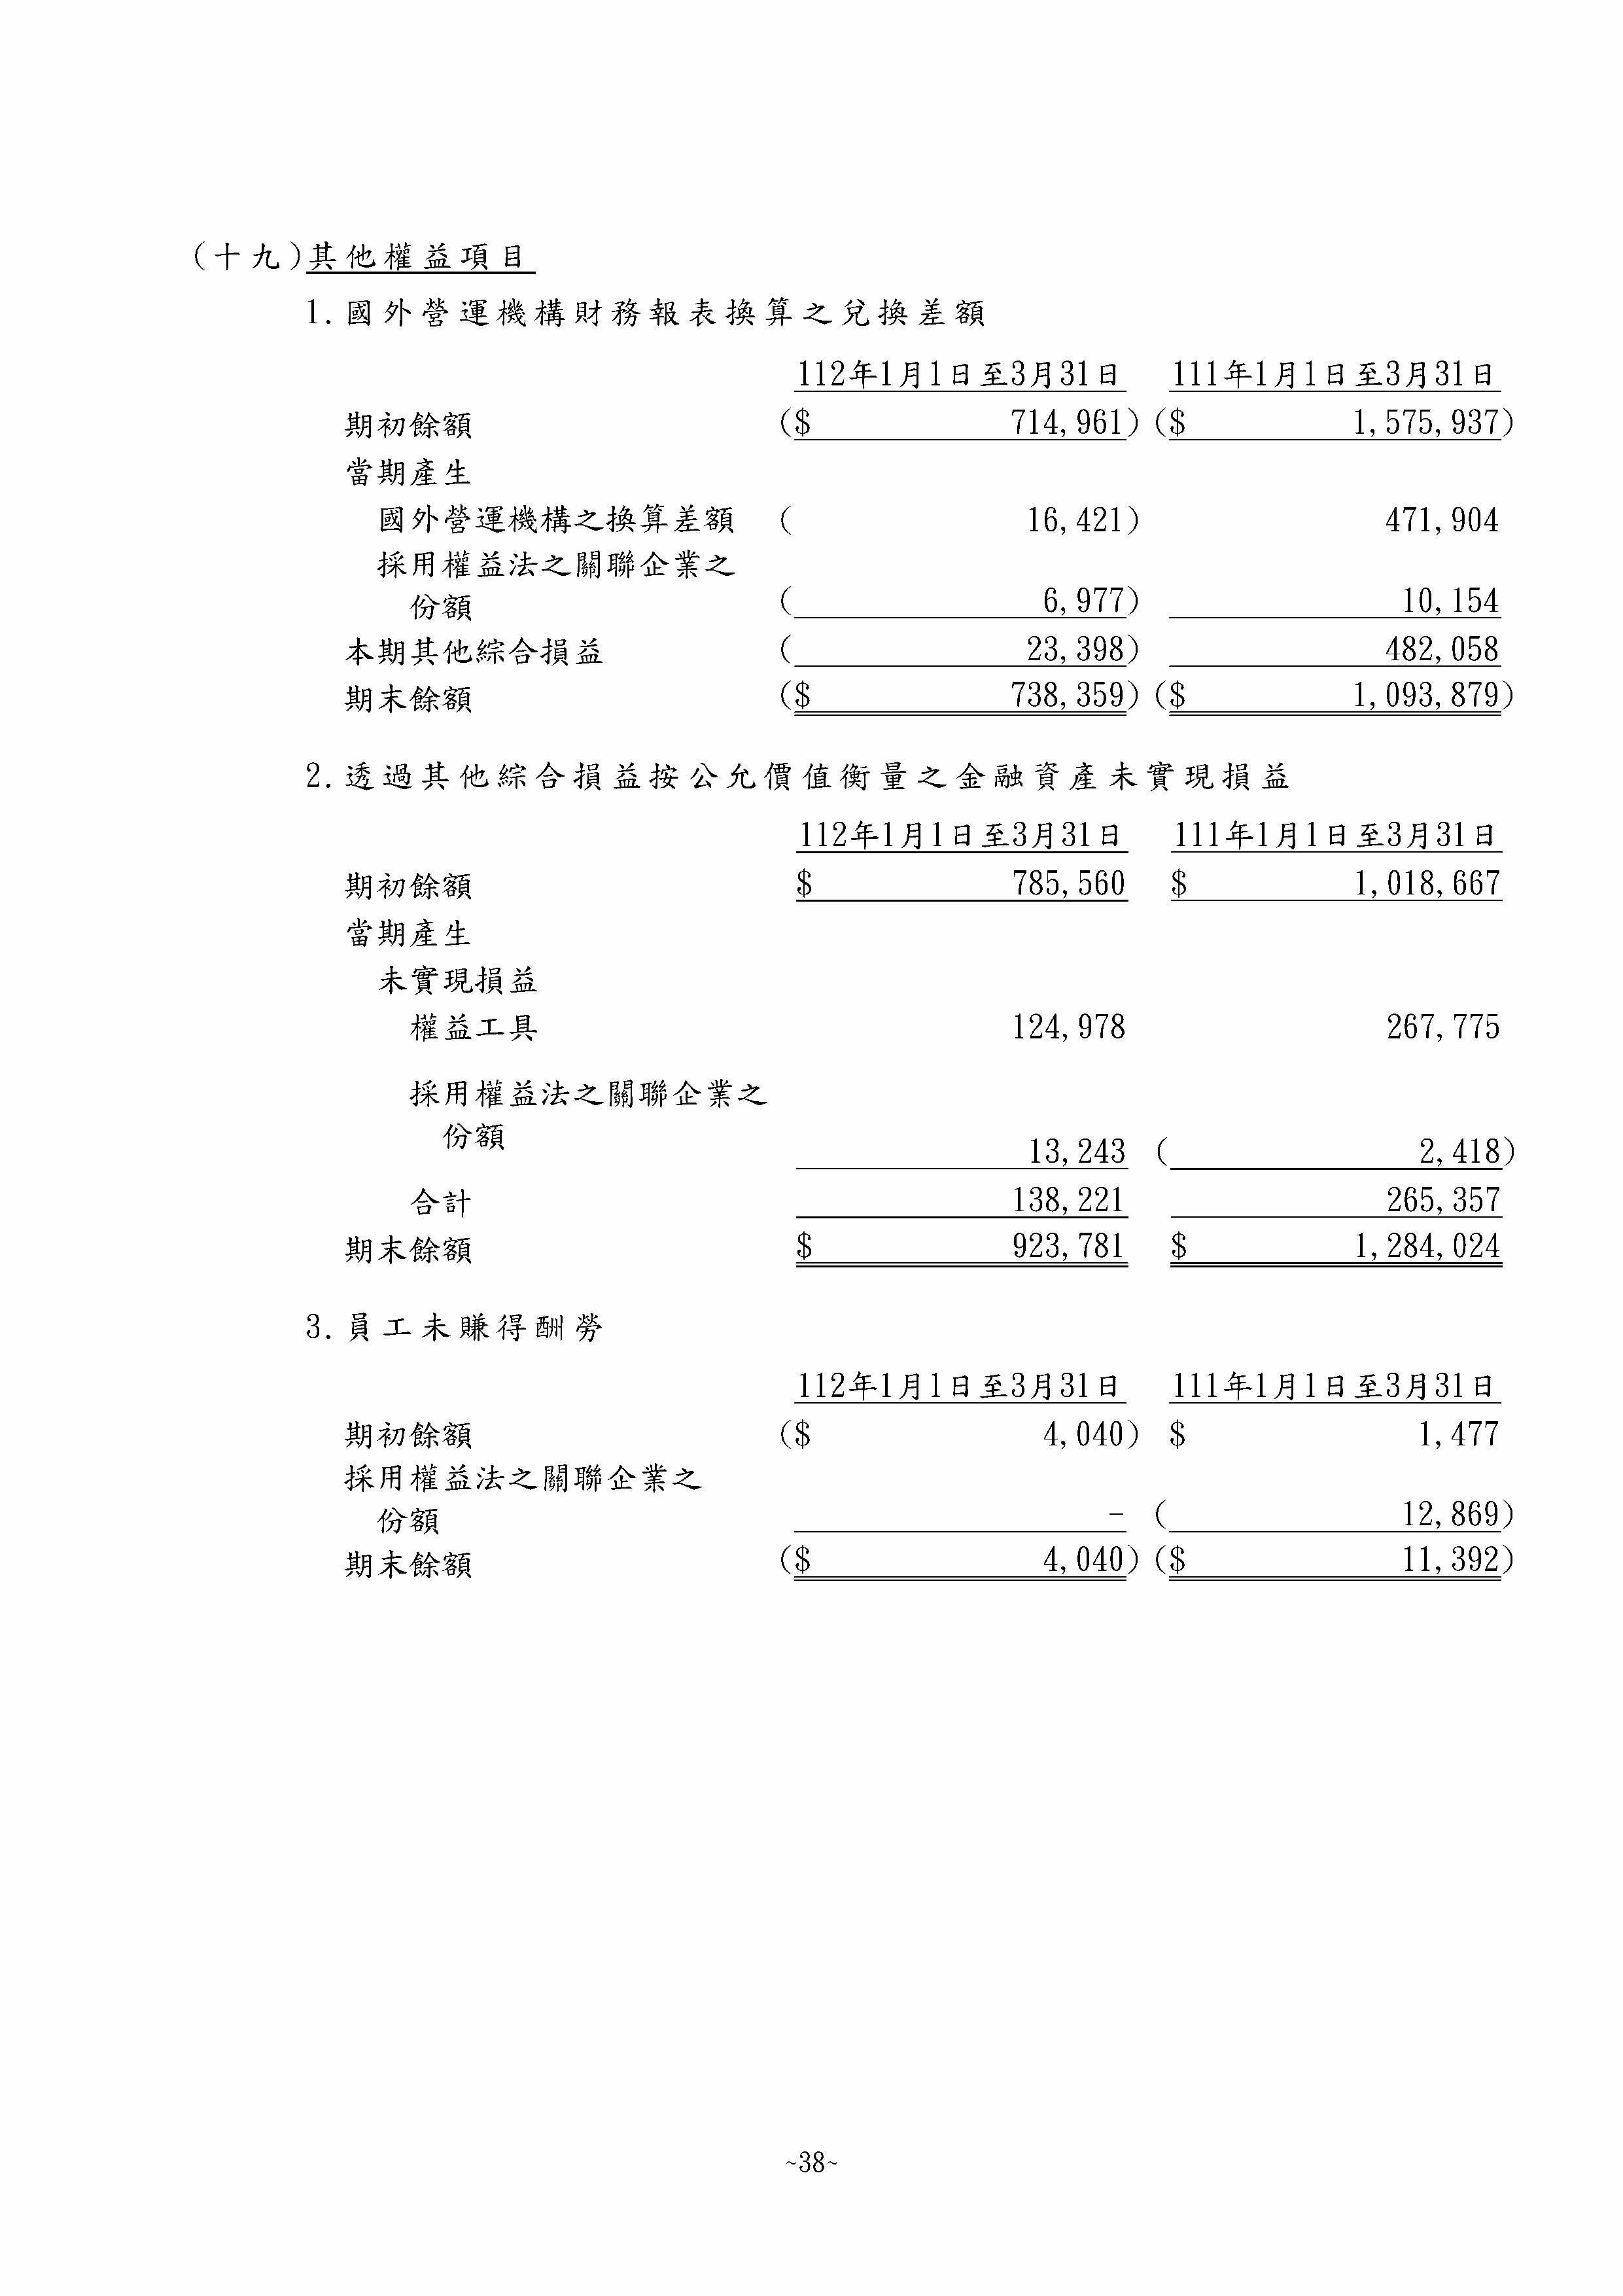 (十九)其他權益項目
1.國外營運機構財務報表換算之兌換差額
112年1月1日至3月31日 111年1月1日至3月31日
期初餘額 ($ 714,961) ($ 1,575,937)
當期產生
國外營運機構之換算差額 ( 16,421) 471,904
採用權益法之關聯企業之
份額 ( 6,977) 10,154
本期其他綜合損益 ( 23,398) 482,058
期末餘額 ($ 738,359) ($ 1,093,879)
2.透過其他綜合損益按公允價值衡量之金融資產未實現損益
112年1月1日至3月31日 111年1月1日至3月31日
期初餘額 $ 785,560 $ 1,018,667
當期產生
未實現損益
權益工具 124,978 267,775
採用權益法之關聯企業之
份額 13,243 ( 2,418)
合計 138,221 265,357
期末餘額 $ 923,781 $ 1,284,024
3.員工未賺得酬勞
112年1月1日至3月31日 111年1月1日至3月31日
期初餘額 ($ 4,040) $ 1,477
採用權益法之關聯企業之
份額 - ( 12,869)
期末餘額 ($ 4,040) ($ 11,392)
~38~